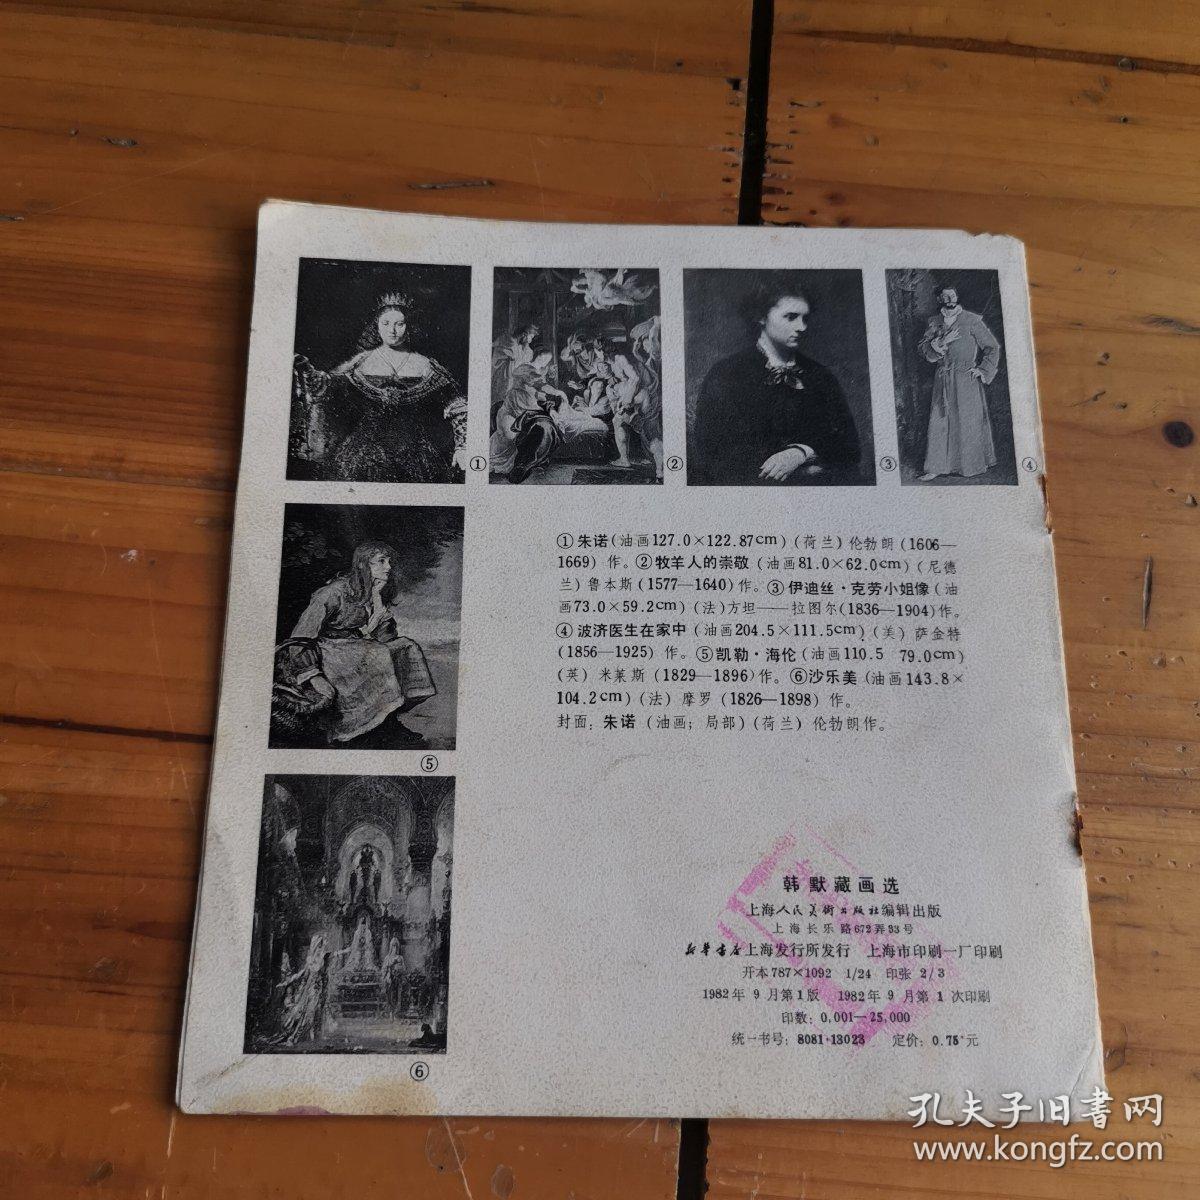 ①
②
③
④
⑤
⑥
①朱诺(油画127.0×122.87cm)(荷兰)伦勃朗(1606—
1669)作。②牧羊人的崇敬(油画81.0×62.0cm)(尼德
兰)鲁本斯(1577—1640)作。③伊迪丝·克劳小姐像(油
画73.0×59.2cm)(法)方坦——拉图尔(1836—1904)作。
④波济医生在家中(油画204.5×111.5cm)(美)萨金特
(1856—1925)作。⑤凯勒·海伦(油画110.5 79.0cm)
(英)米莱斯(1829—1896)作。⑥沙乐美(油画143.8×
104.2cm)(法)摩罗(1826—1898)作。
封面:朱诺(油画;局部)(荷兰)伦勃朗作。
韩默藏画选
上海人民美術出版社编辑出版
上海长乐路672弄33号
新华書店上海发行所发行 上海市印刷一厂印刷
开本787×1092 1/24 印张 2/3
1982年9月第1版 1982年9月第1次印刷
印数:0,001—25,000
统一书号:8081·13023 定价:0.75元
孔夫子旧書网
www.kongfz.com